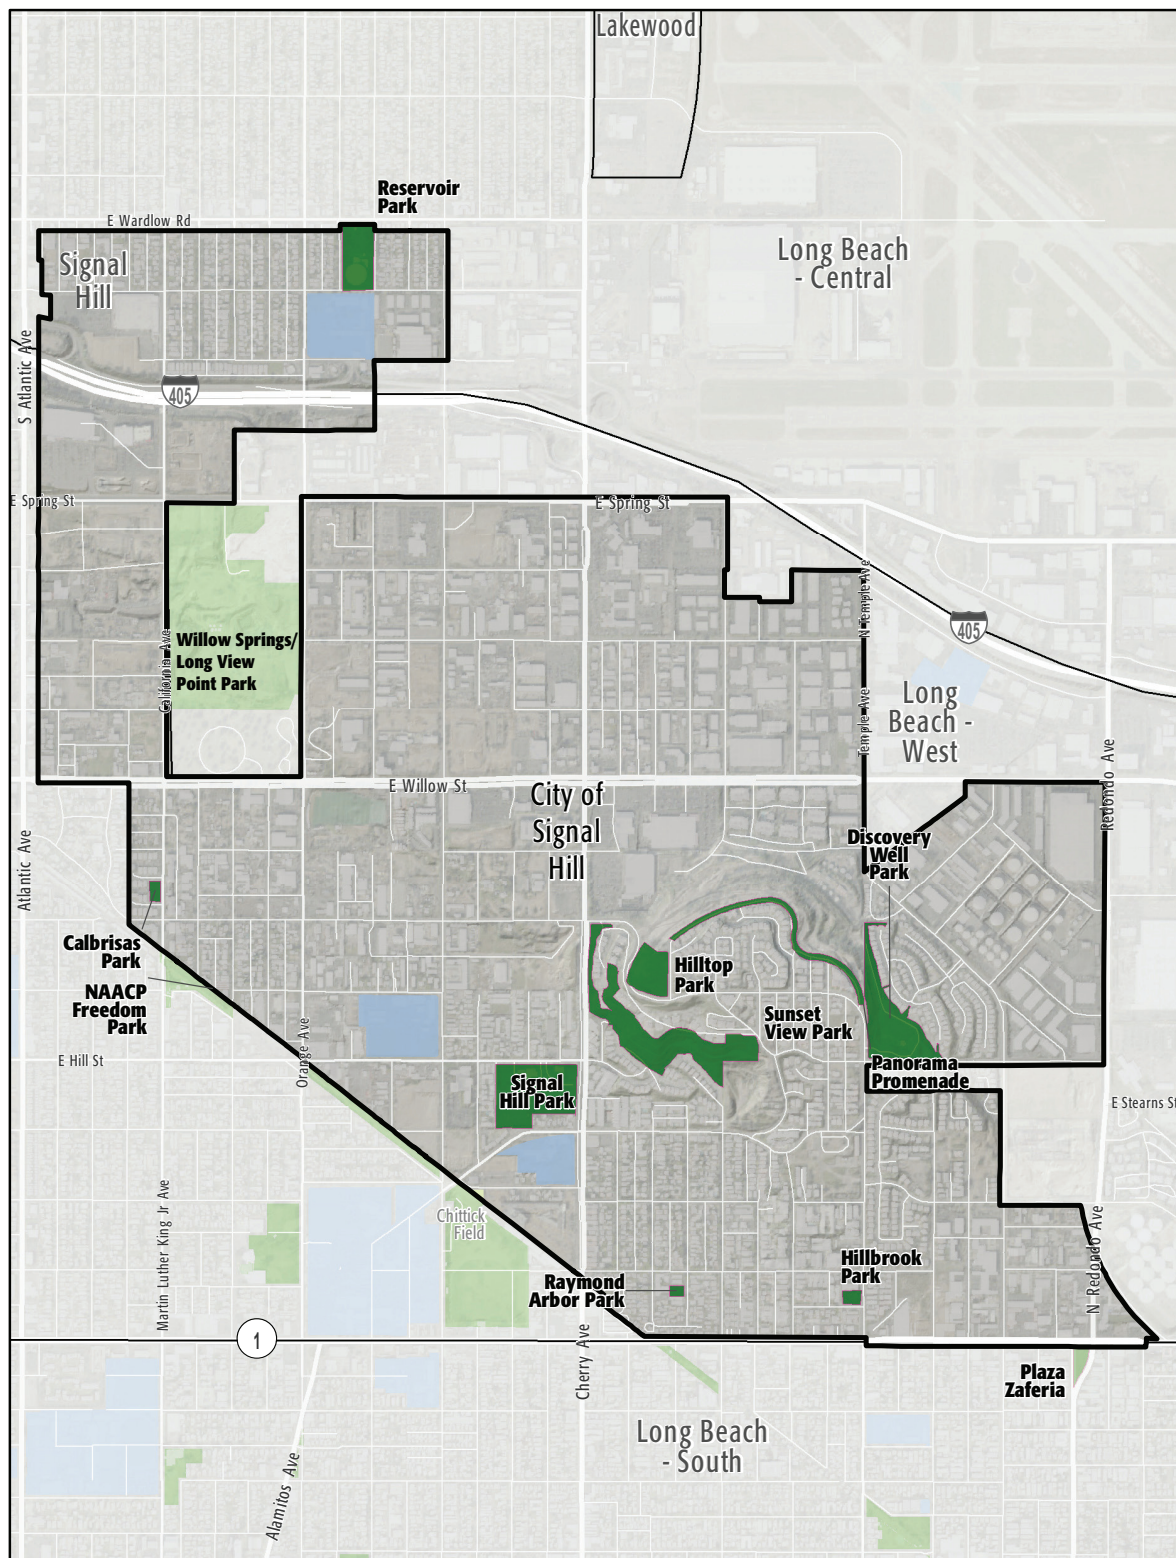 Lakewood
Reservoir
Park
E Wardlow Rd
Signal
Hill
Long Beach
- Central
S Atlantic Ave
405
E Spring St
E Spring St
N Temple Ave
405
California Ave
Willow Springs/
Long View
Point Park
Temple Ave
Long
Beach -
West
Redondo Ave
E Willow St
City of
Signal
Hill
Atlantic Ave
Discovery
Well
Park
Calbrisas
Park
NAACP
Freedom
Park
Hilltop
Park
Sunset
View Park
Orange Ave
E Hill St
Signal
Hill Park
Panorama
Promenade
E Stearns St
Martin Luther King Jr Ave
Chittick
Field
N Redondo Ave
Hillbrook
Park
Raymond
Arbor Park
1
Cherry Ave
Plaza
Zaferia
Long Beach
- South
Alamitos Ave